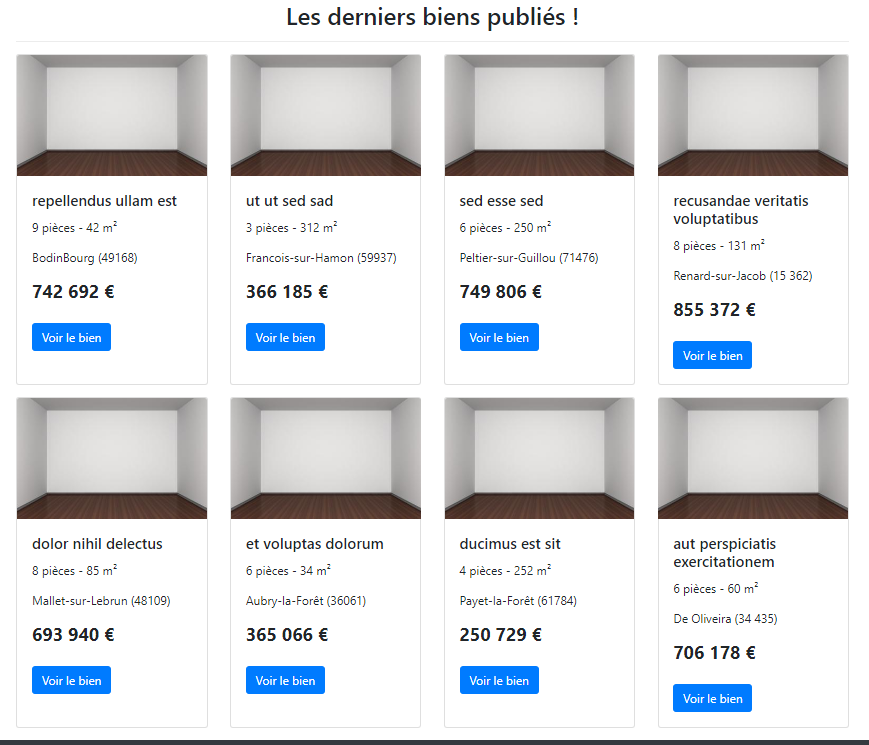 Les derniers biens publiés !
repellendus ullam est
9 pièces - 42 m²
BodinBourg (49168)
742 692 €
Voir le bien
ut ut sed sad
3 pièces - 312 m²
Francois-sur-Hamon (59937)
366 185 €
Voir le bien
sed esse sed
6 pièces - 250 m²
Peltier-sur-Guillou (71476)
749 806 €
Voir le bien
recusandae veritatis
voluptatibus
8 pièces - 131 m²
Renard-sur-Jacob (15 362)
855 372 €
Voir le bien
dolor nihil delectus
8 pièces - 85 m²
Mallet-sur-Lebrun (48109)
693 940 €
Voir le bien
et voluptas dolorum
6 pièces - 34 m²
Aubry-la-Forêt (36061)
365 066 €
Voir le bien
ducimus est sit
4 pièces - 252 m²
Payet-la-Forêt (61784)
250 729 €
Voir le bien
aut perspiciatis
exercitationem
6 pièces - 60 m²
De Oliveira (34 435)
706 178 €
Voir le bien